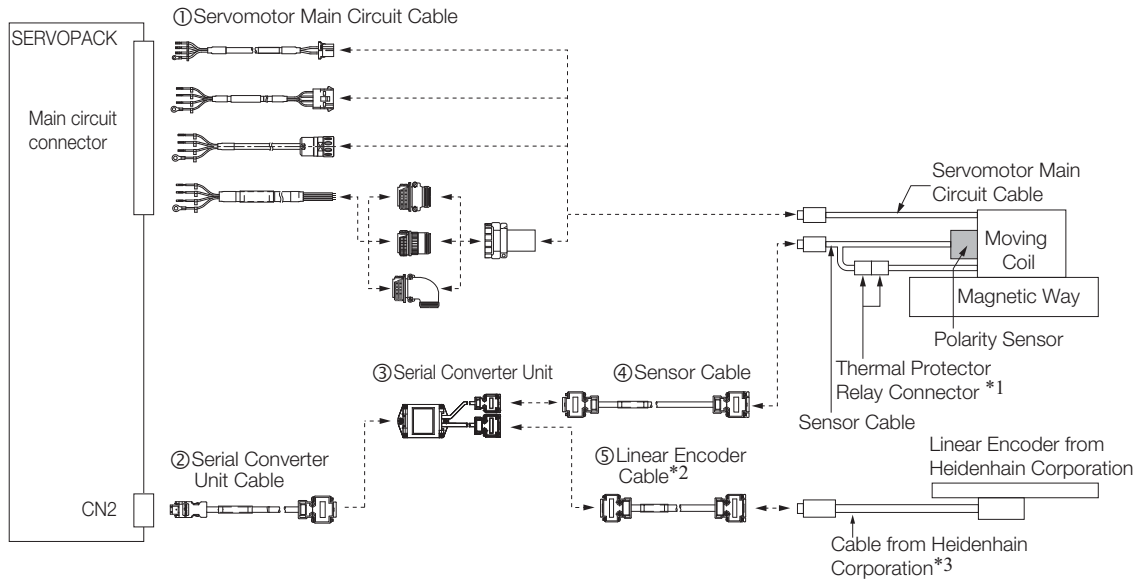 ①Servomotor Main Circuit Cable
SERVOPACK
Main circuit
connector
Servomotor Main
Circuit Cable
Moving
Coil
Magnetic Way
Polarity Sensor
Thermal Protector
Relay Connector *1
Sensor Cable
③Serial Converter Unit
④Sensor Cable
②Serial Converter
Unit Cable
⑤Linear Encoder
Cable*2
Linear Encoder from
Heidenhain Corporation
CN2
Cable from Heidenhain
Corporation*3